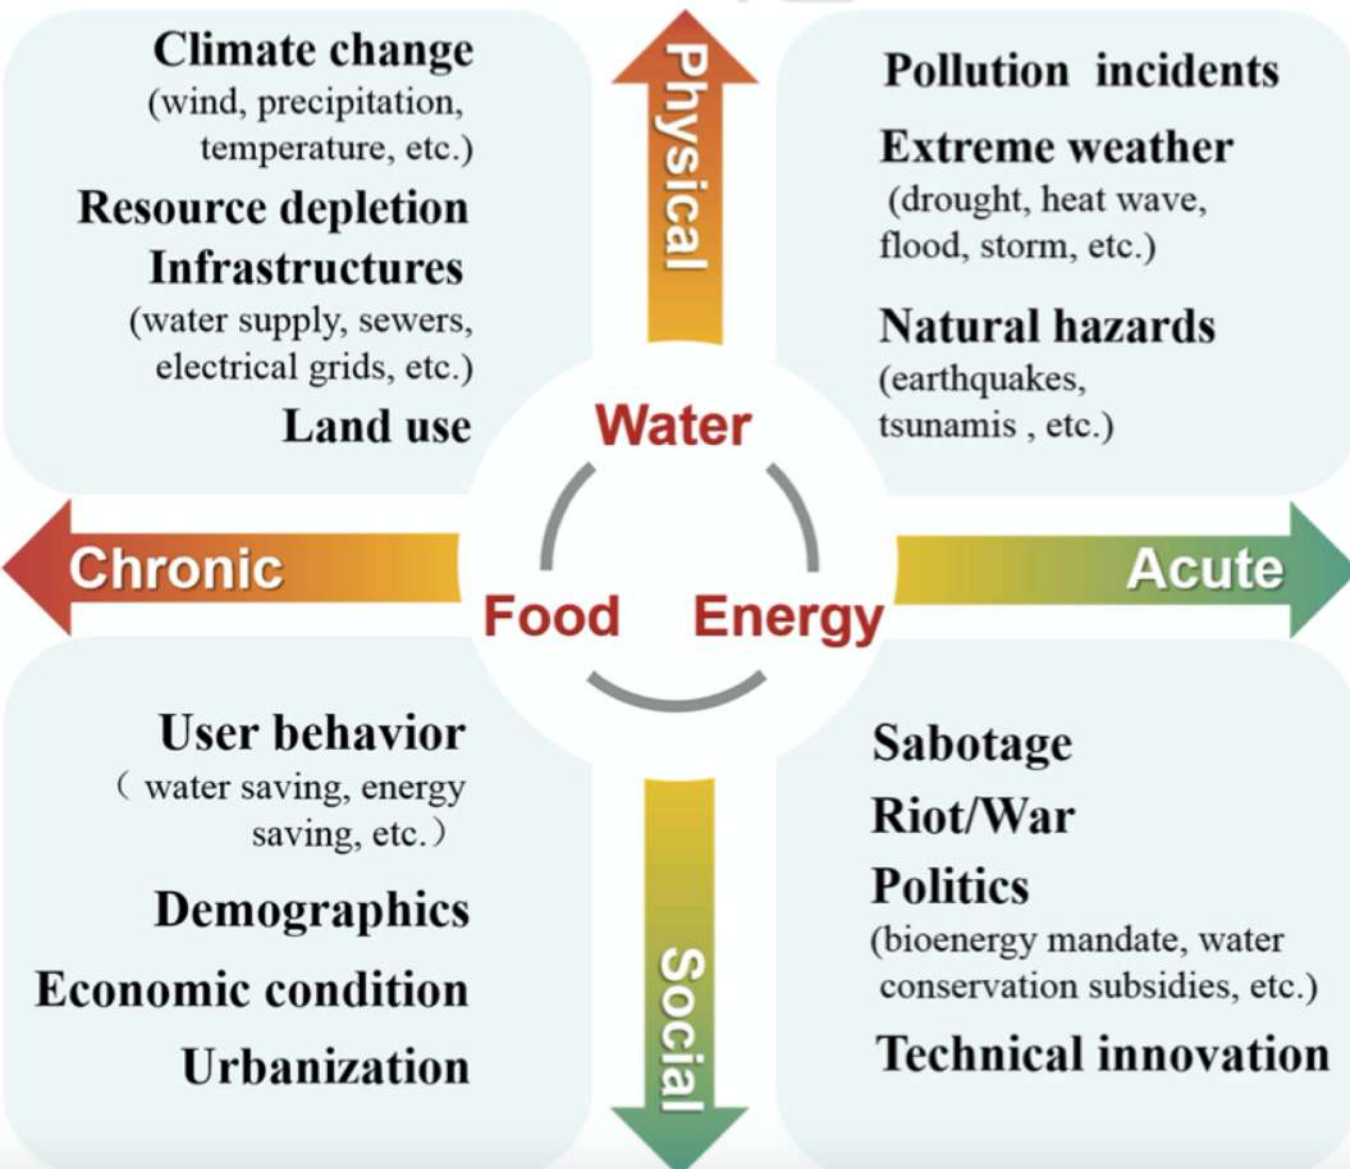 Climate change
(wind, precipitation,
temperature, etc.)
Resource depletion
Infrastructures
(water supply, sewers,
electrical grids, etc.)
Land use
Physical
Pollution incidents
Extreme weather
(drought, heat wave,
flood, storm, etc.)
Natural hazards
(earthquakes,
tsunamis , etc.)
Water
Chronic
Acute
Food
Energy
User behavior
( water saving, energy
saving, etc.)
Demographics
Economic condition
Urbanization
Social
Sabotage
Riot/War
Politics
(bioenergy mandate, water
conservation subsidies, etc.)
Technical innovation